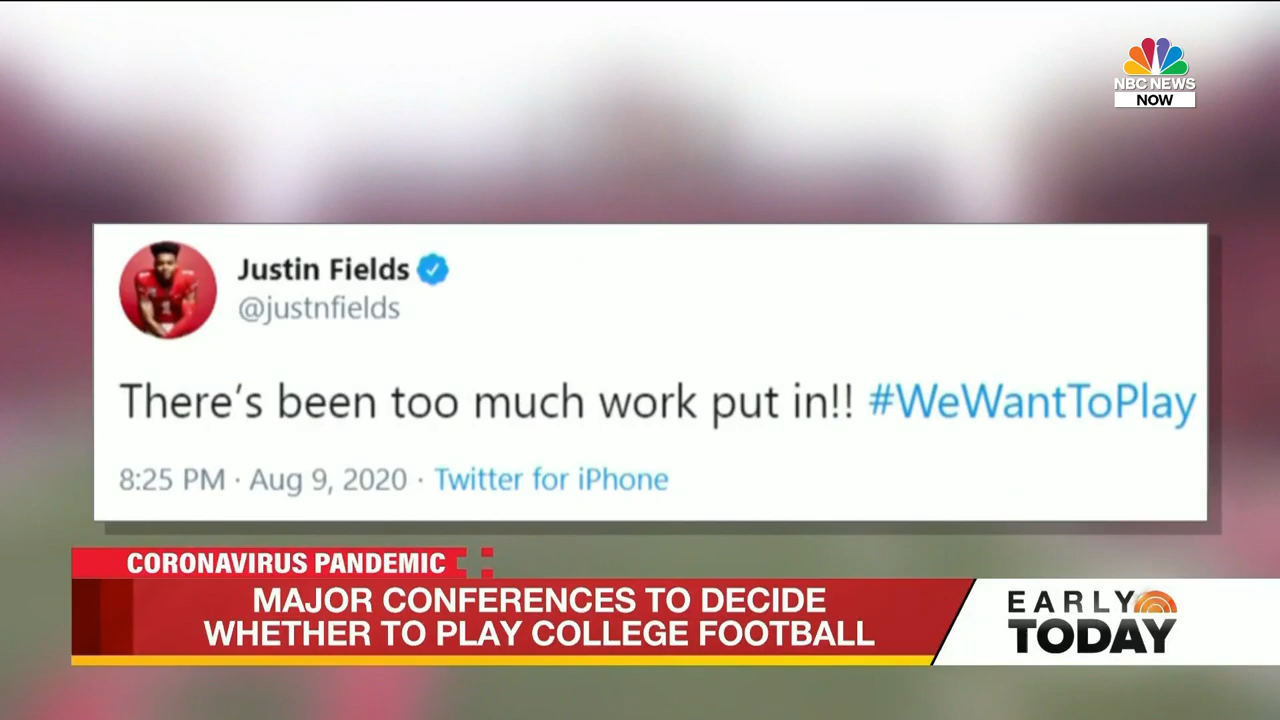 NBC NEWS
NOW
Justin Fields
@justnfields
There's been too much work put in!! #WeWantToPlay
8:25 PM · Aug 9, 2020 · Twitter for iPhone
CORONAVIRUS PANDEMIC
MAJOR CONFERENCES TO DECIDE
WHETHER TO PLAY COLLEGE FOOTBALL
EARLY
TODAY